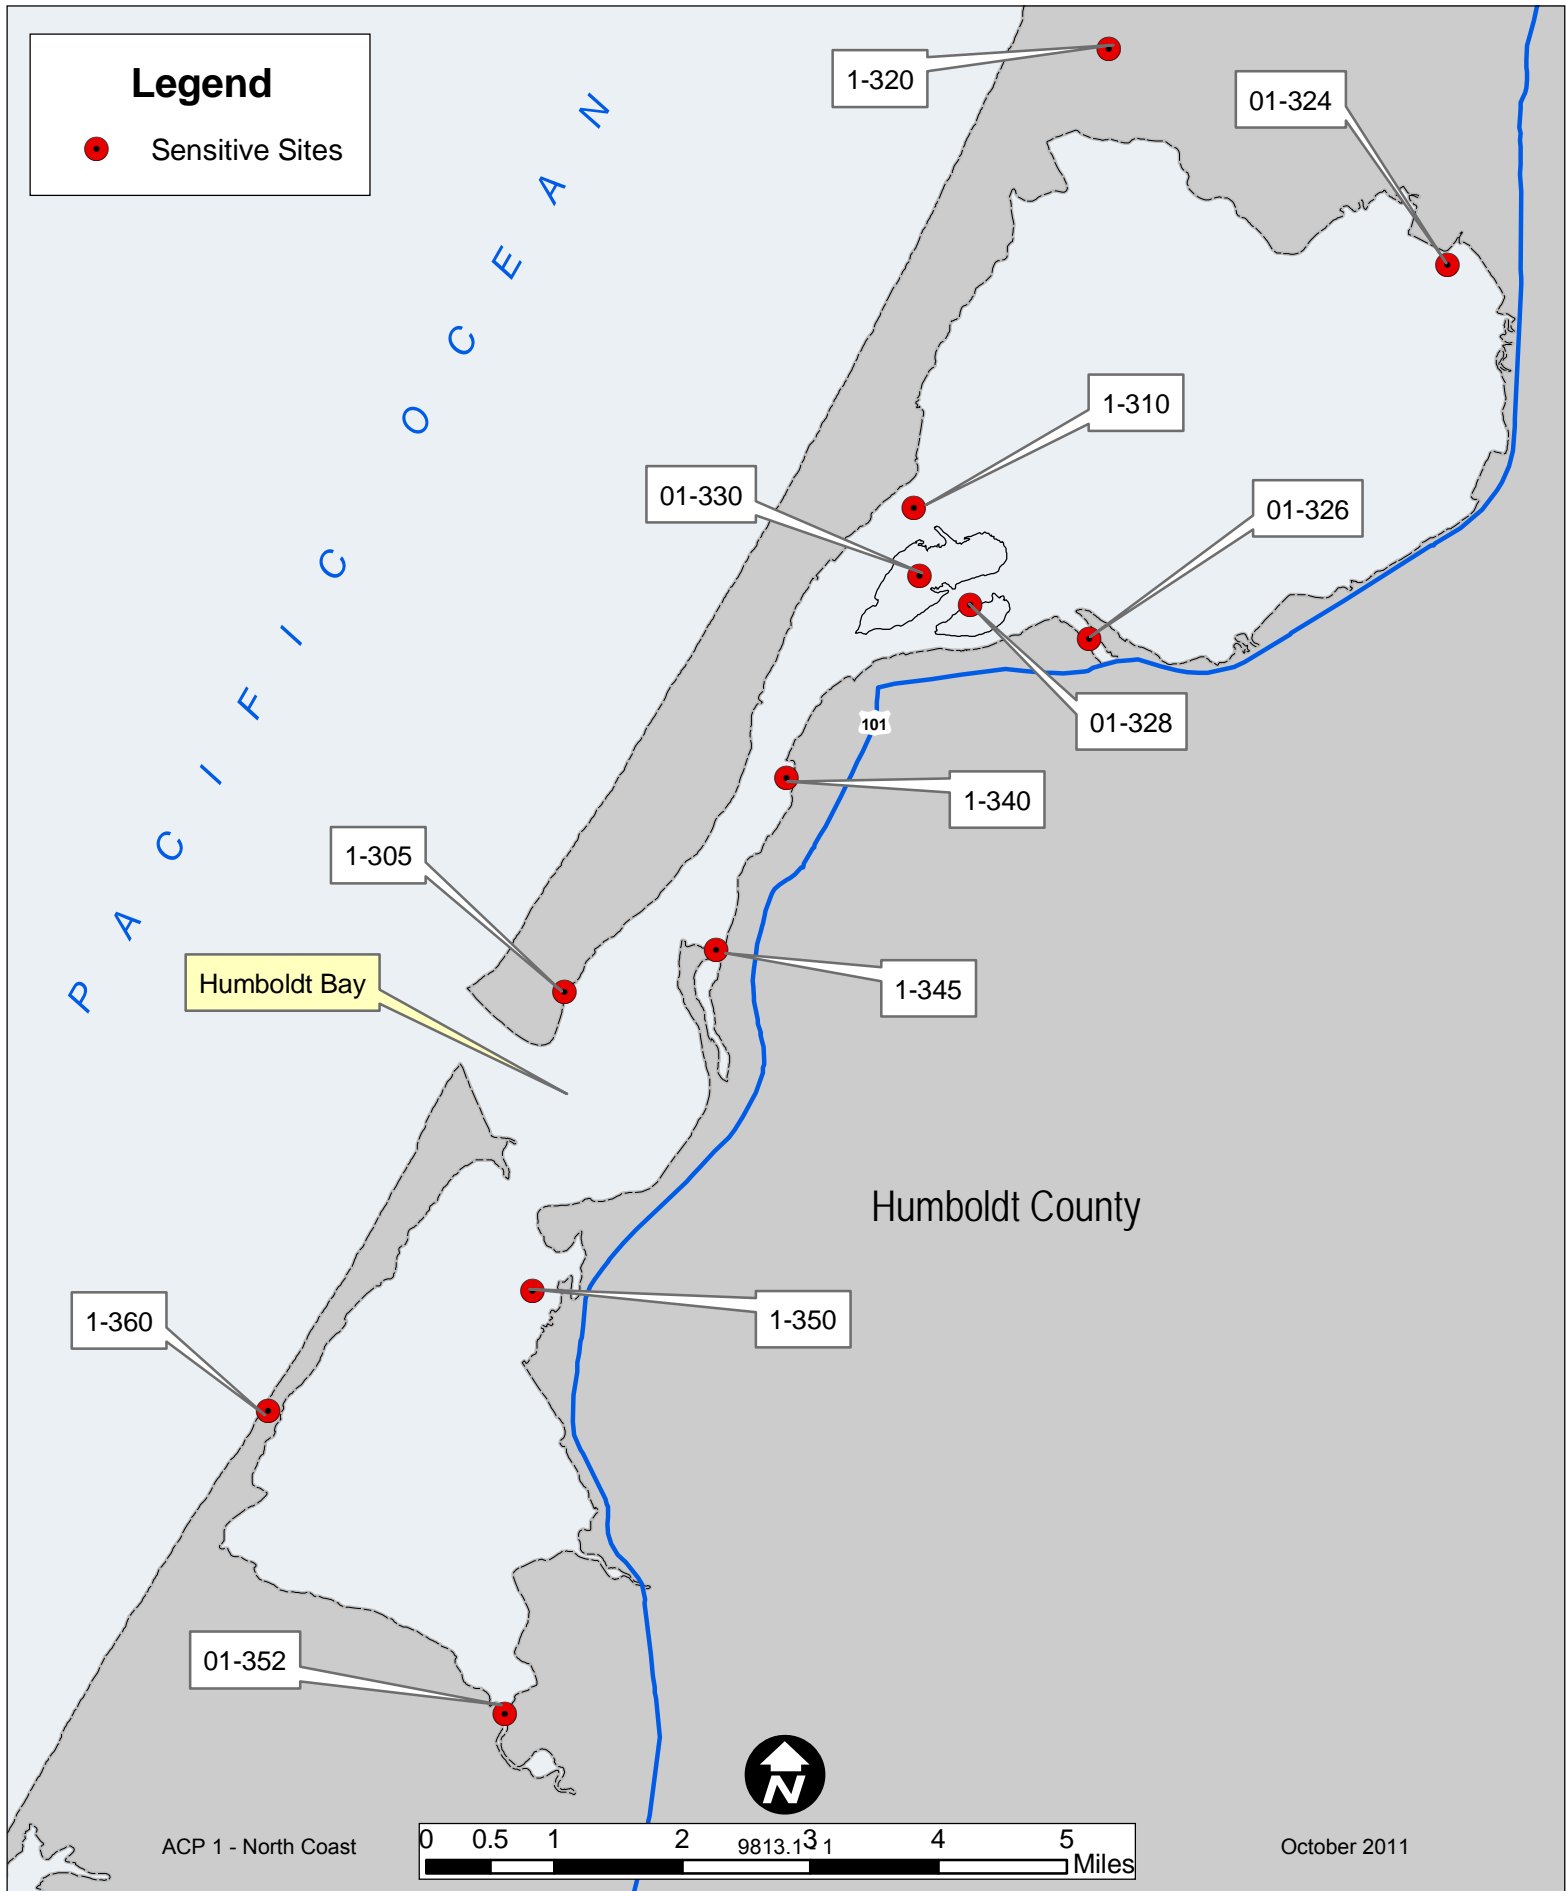 Legend
Sensitive Sites
PACIFIC OCEAN
1-320
01-324
1-310
01-330
01-326
01-328
101
1-340
1-305
Humboldt Bay
1-345
Humboldt County
1-360
1-350
01-352
N
ACP 1 - North Coast
0 0.5 1 2 3 4 5
Miles
9813.1 - 1
October 2011